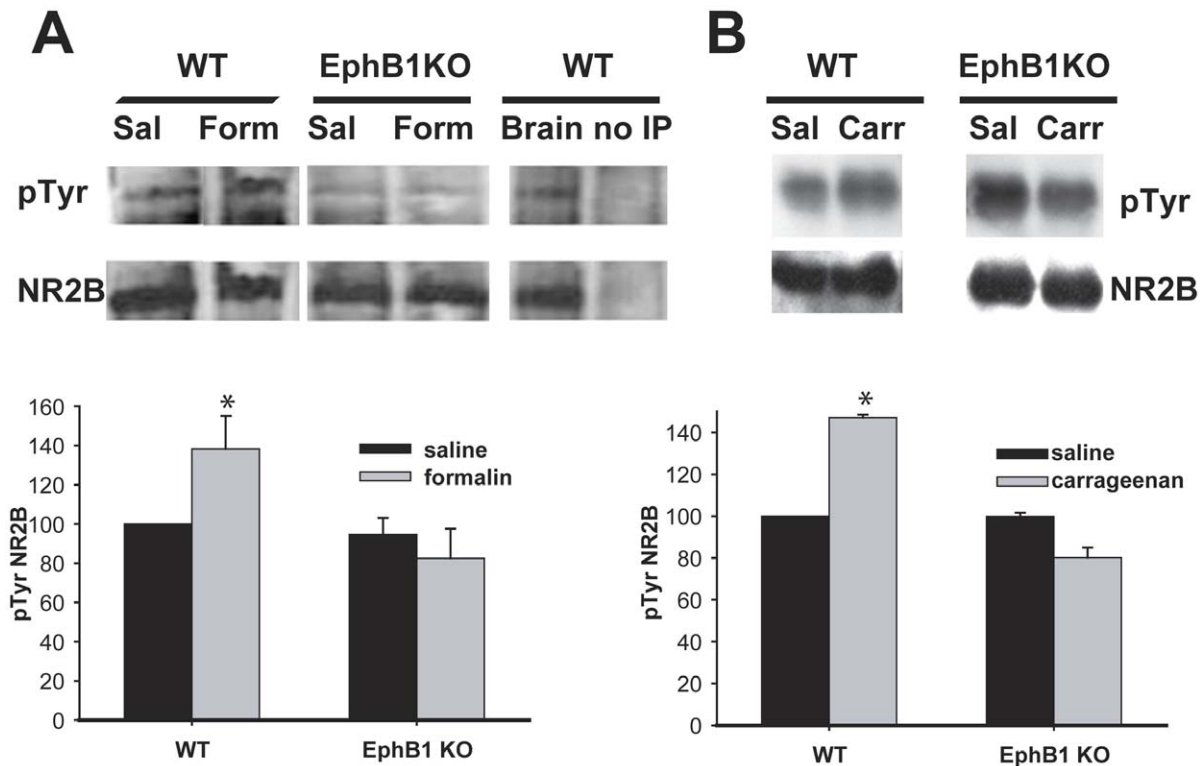 A
WT EphB1KO WT
Sal Form Sal Form Brain no IP
pTyr
NR2B
160
140
120
100
80
60
40
20
0
pTyr NR2B
*
saline
formalin
WT EphB1 KO
B
WT EphB1KO
Sal Carr Sal Carr
pTyr
NR2B
140
120
100
80
60
40
20
0
pTyr NR2B
*
saline
carrageenan
WT EphB1 KO